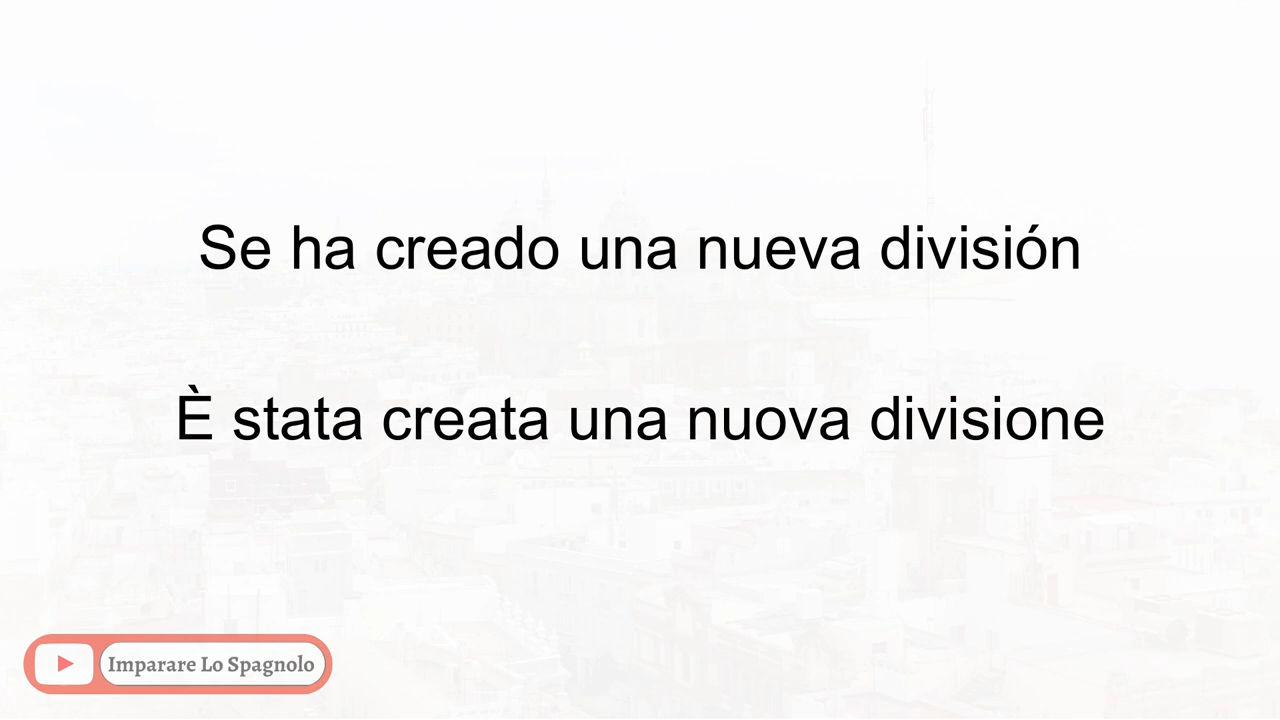 Se ha creado una nueva división
È stata creata una nuova divisione
Imparare Lo Spagnolo